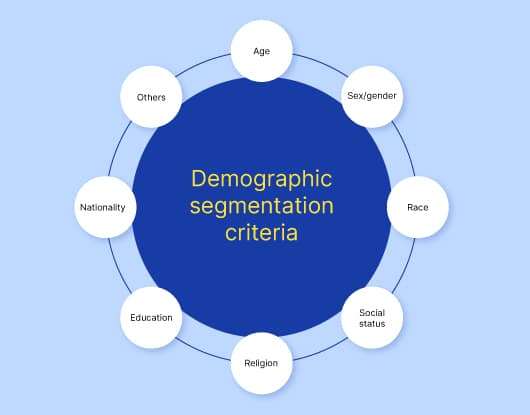 Age
Sex/gender
Race
Social
status
Religion
Education
Nationality
Others
Demographic
segmentation
criteria